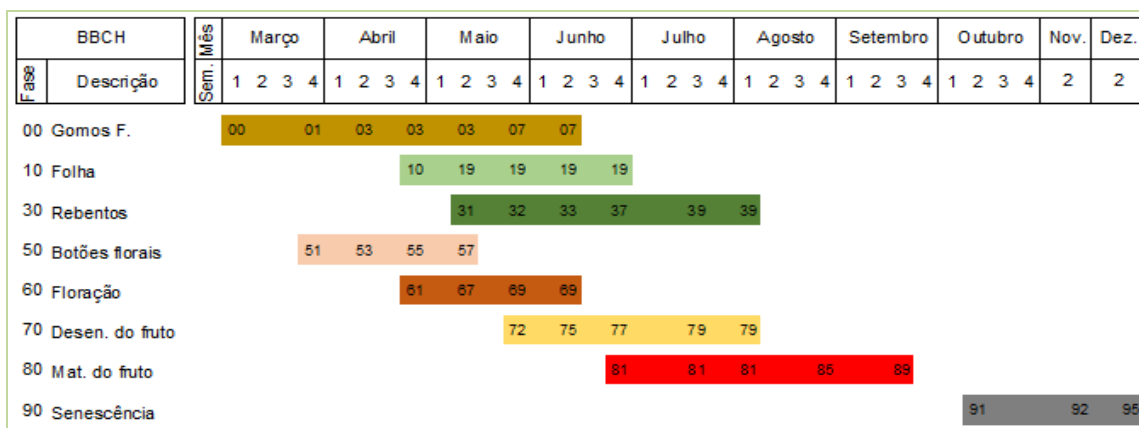 BBCH Mês Março Abril Maio Junho Julho Agosto Setembro Outubro Nov. Dez.
Fase Descrição Sem. 1 2 3 4 1 2 3 4 1 2 3 4 1 2 3 4 1 2 3 4 1 2 3 4 1 2 3 4 1 2 3 4 2 2
00 Gomos F. 00 01 03 03 03 07 07
10 Folha 10 19 19 19 19
30 Rebentos 31 32 33 37 39 39
50 Botões florais 51 53 55 57
60 Floração 61 67 69 69
70 Desen. do fruto 72 75 77 79 79
80 Mat. do fruto 81 81 81 85 89
90 Senescência 91 92 95